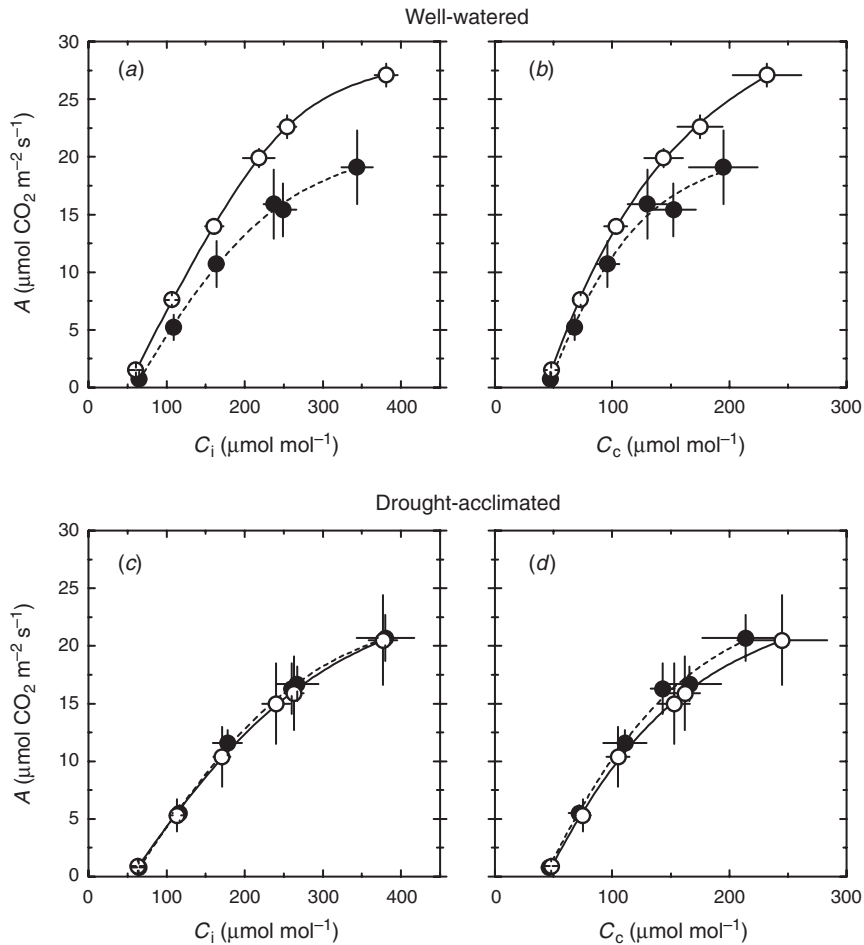 Well-watered
30
25
20
15
10
5
0
A (μmol CO₂ m⁻² s⁻¹)
(a)
0 100 200 300 400
Cᵢ (μmol mol⁻¹)
(b)
0 100 200 300
C꜀ (μmol mol⁻¹)
Drought-acclimated
30
25
20
15
10
5
0
A (μmol CO₂ m⁻² s⁻¹)
(c)
0 100 200 300 400
Cᵢ (μmol mol⁻¹)
(d)
0 100 200 300
C꜀ (μmol mol⁻¹)